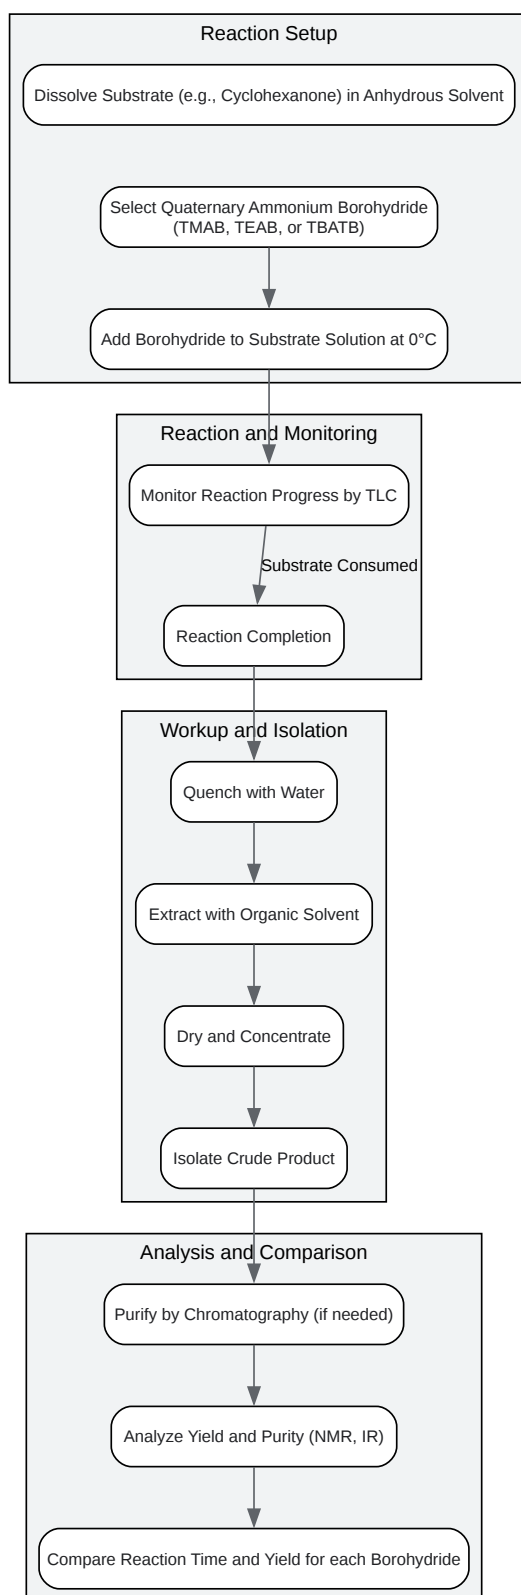 Reaction Setup
Dissolve Substrate (e.g., Cyclohexanone) in Anhydrous Solvent
Select Quaternary Ammonium Borohydride
(TMAB, TEAB, or TBATB)
Add Borohydride to Substrate Solution at 0°C
Reaction and Monitoring
Monitor Reaction Progress by TLC
Substrate Consumed
Reaction Completion
Workup and Isolation
Quench with Water
Extract with Organic Solvent
Dry and Concentrate
Isolate Crude Product
Analysis and Comparison
Purify by Chromatography (if needed)
Analyze Yield and Purity (NMR, IR)
Compare Reaction Time and Yield for each Borohydride